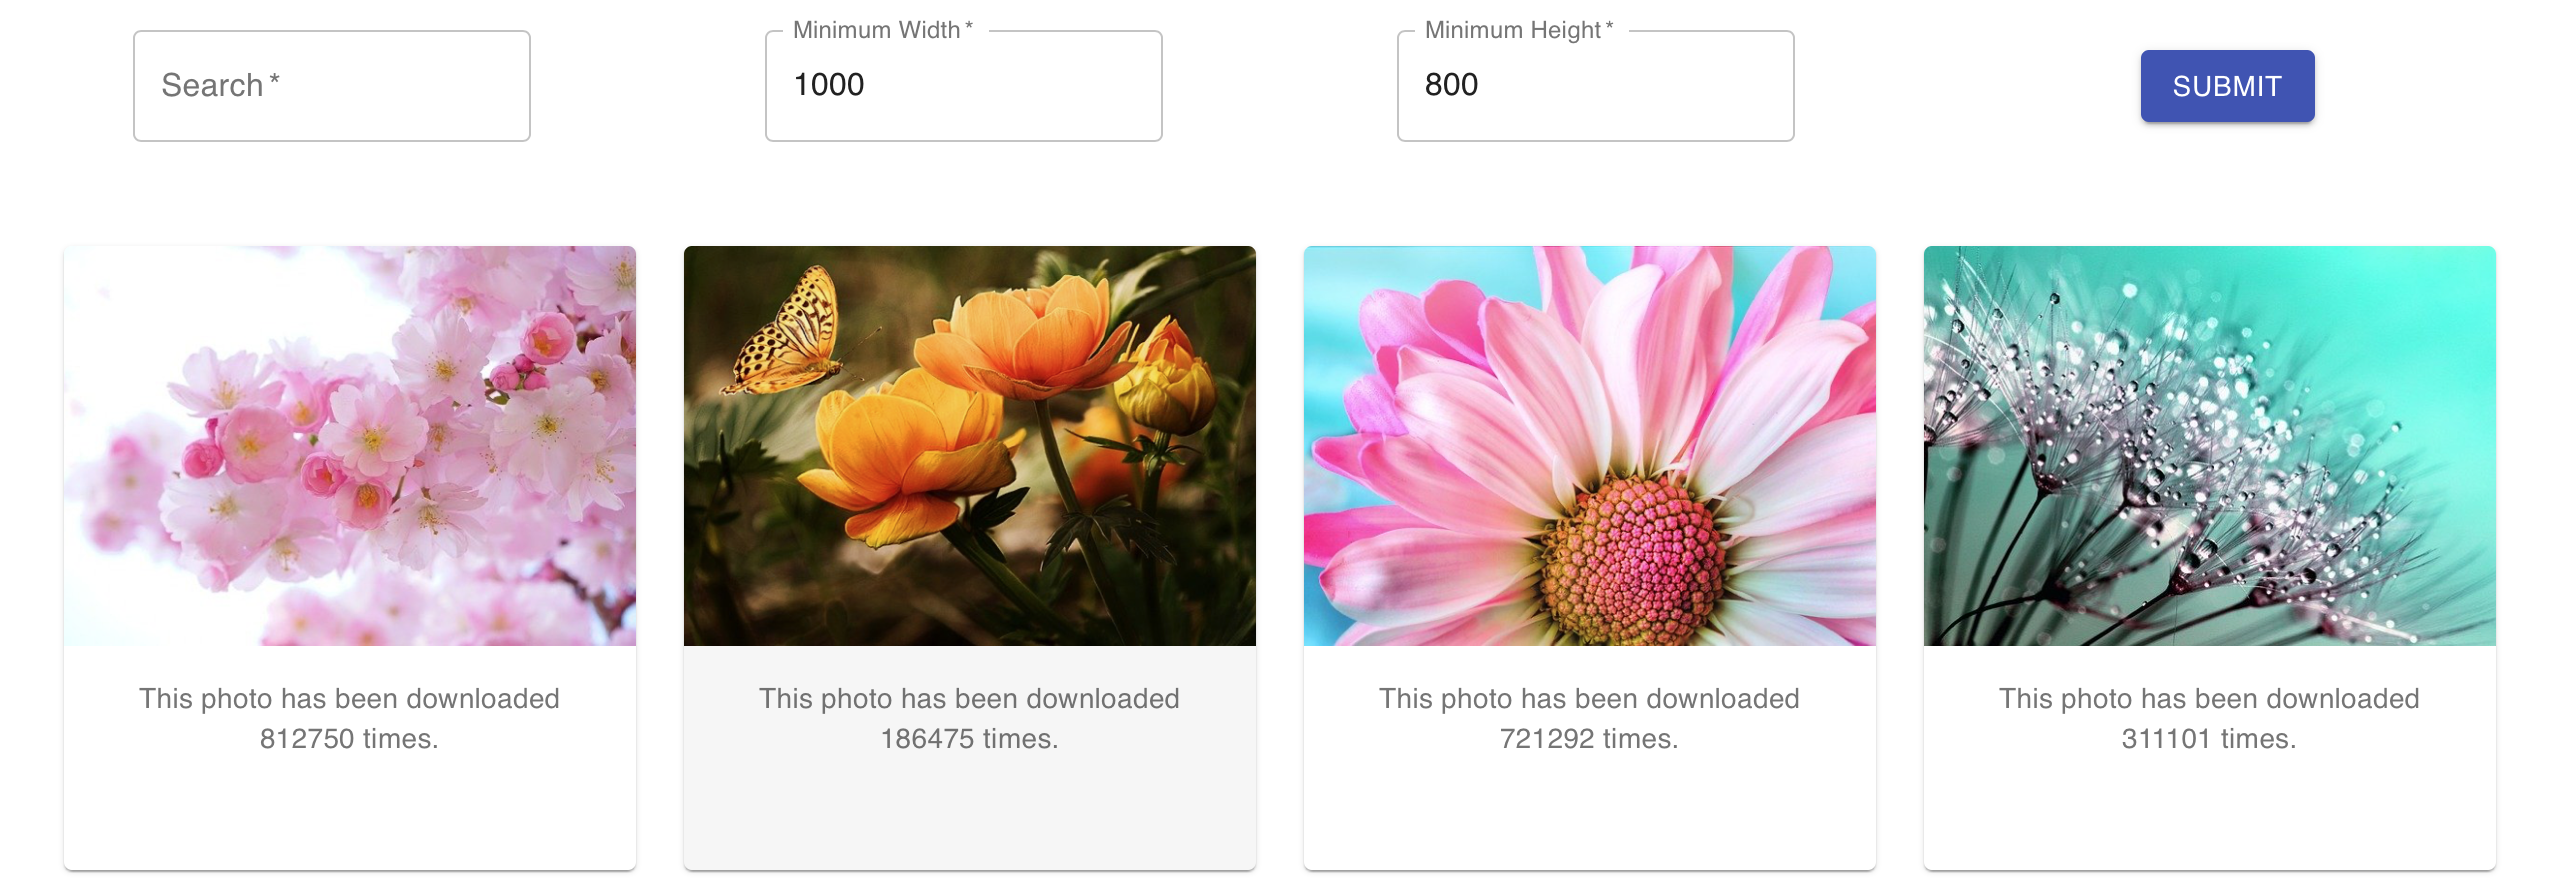 Search *
Minimum Width *
1000
Minimum Height *
800
SUBMIT
This photo has been downloaded
812750 times.
This photo has been downloaded
186475 times.
This photo has been downloaded
721292 times.
This photo has been downloaded
311101 times.